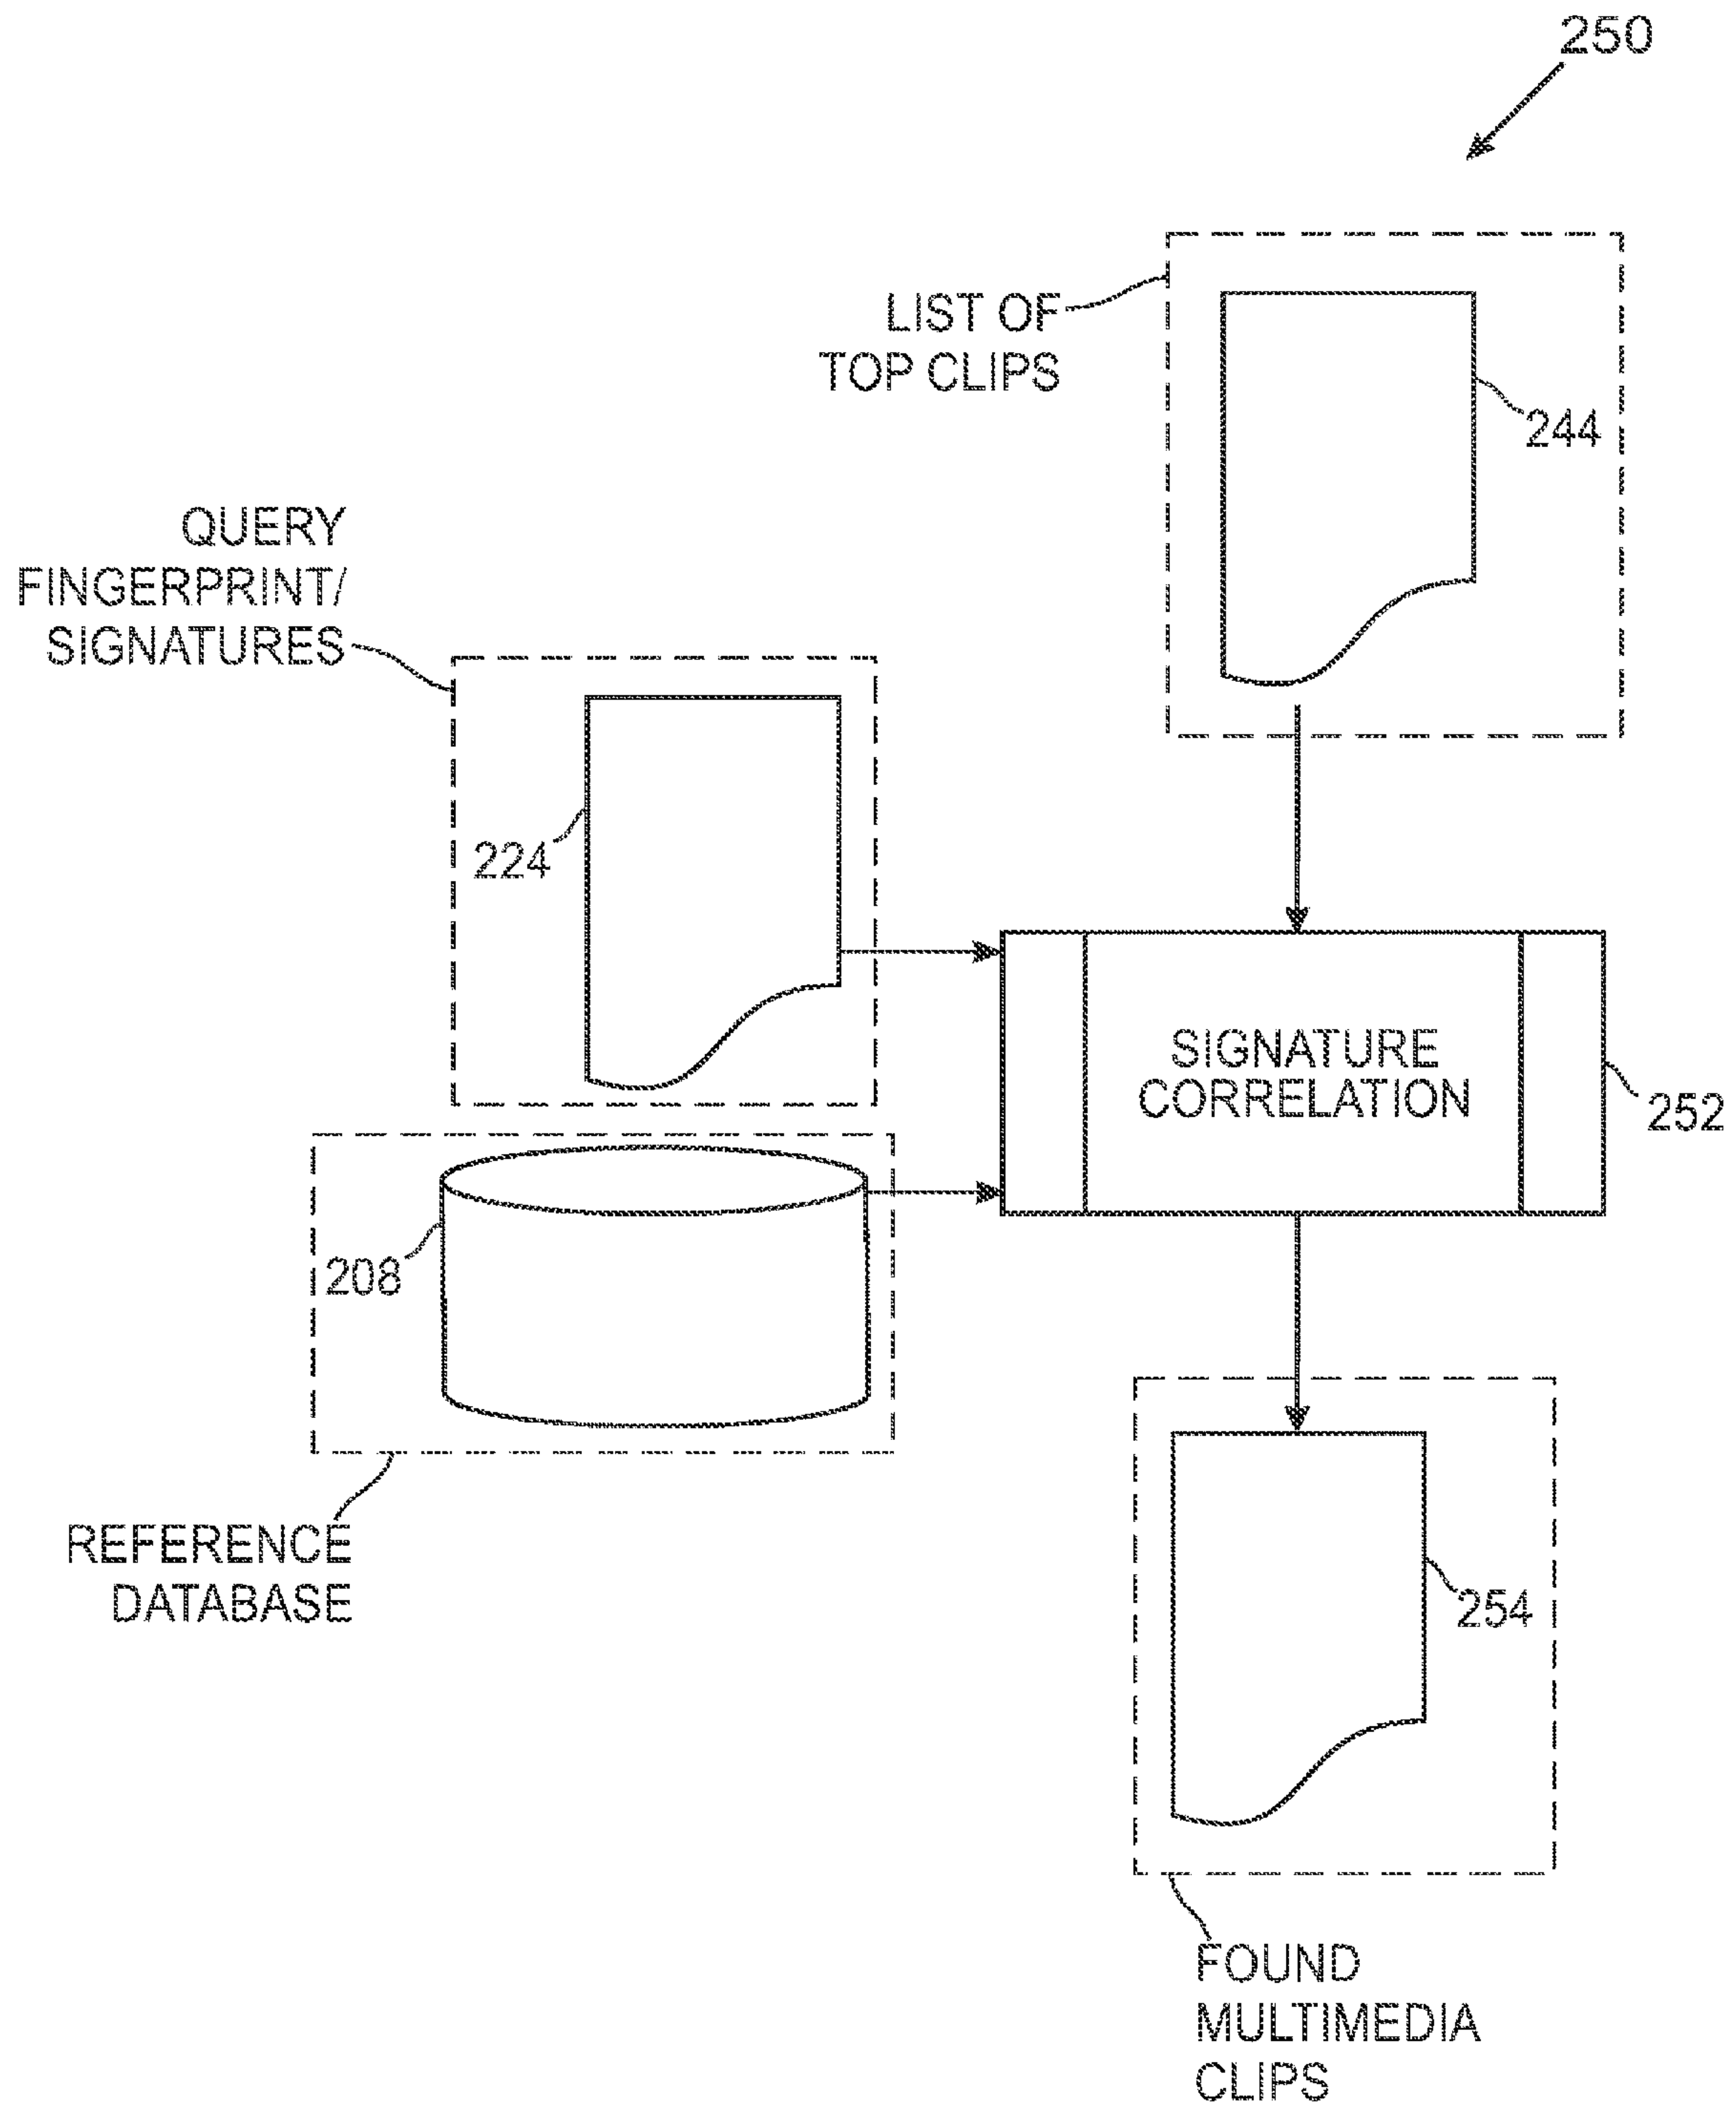 250
LIST OF
TOP CLIPS
244
QUERY
FINGERPRINT/
SIGNATURES
224
SIGNATURE
CORRELATION
252
208
REFERENCE
DATABASE
254
FOUND
MULTIMEDIA
CLIPS